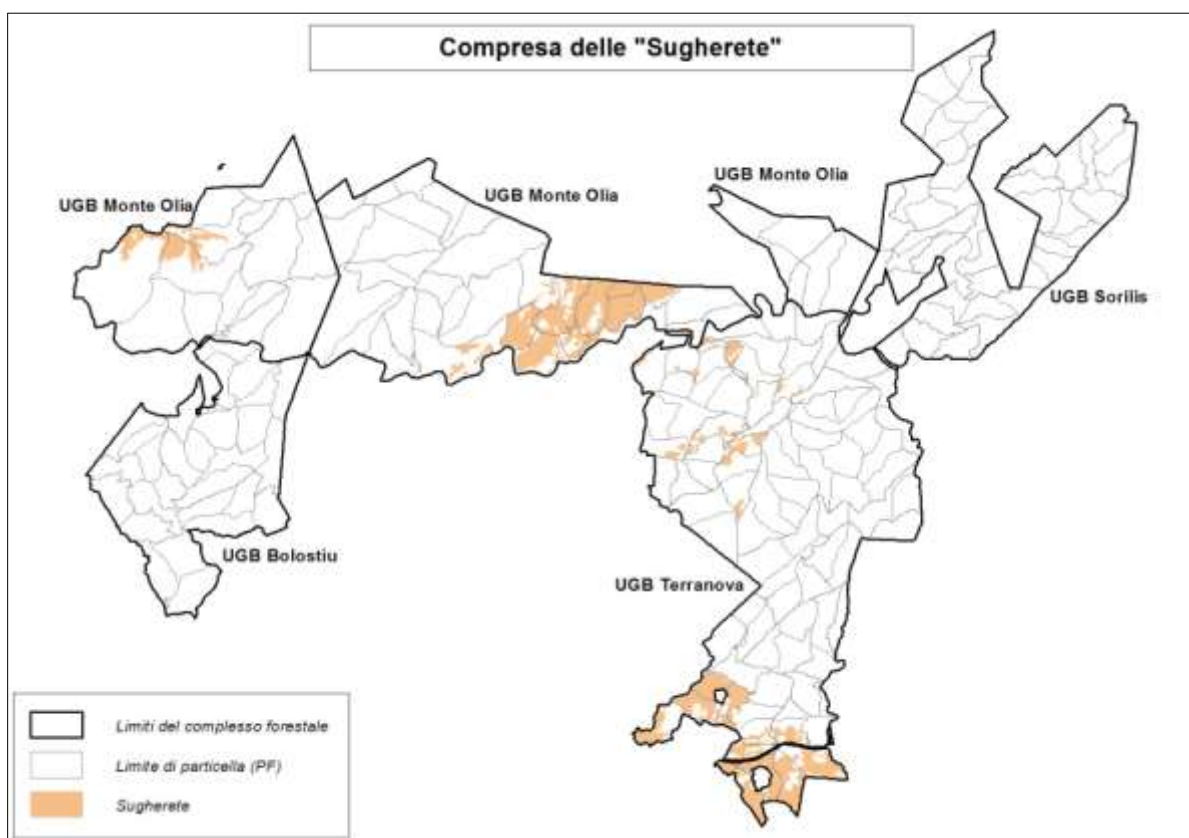 Compresa delle "Sugherete"
UGB Monte Olia
UGB Monte Olia
UGB Monte Olia
UGB Sorilis
UGB Bolostiu
UGB Terranova
Limiti del complesso forestale
Limite di particella (PF)
Sugherete